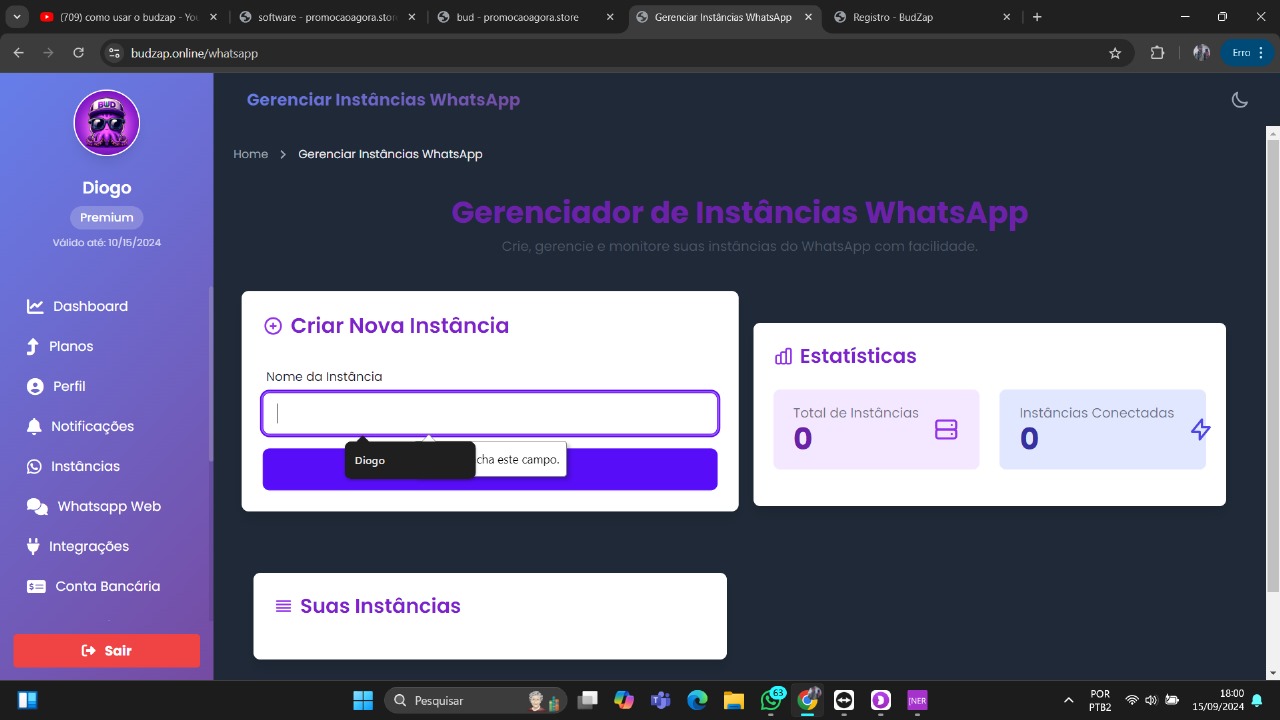 (709) como usar o budzap - You
software - promocaoagora.store
bud - promocaoagora.store
Gerenciar Instâncias WhatsApp
Registro - BudZap
budzap.online/whatsapp
Erro
BUD
Diogo
Premium
Válido até: 10/15/2024
Dashboard
Planos
Perfil
Notificações
Instâncias
Whatsapp Web
Integrações
Conta Bancária
Sair
Gerenciar Instâncias WhatsApp
Home > Gerenciar Instâncias WhatsApp
Gerenciador de Instâncias WhatsApp
Crie, gerencie e monitore suas instâncias do WhatsApp com facilidade.
Criar Nova Instância
Nome da Instância
Diogo
cha este campo.
Estatísticas
Total de Instâncias
0
Instâncias Conectadas
0
Suas Instâncias
Pesquisar
63
[NER
POR
PTB2
18:00
15/09/2024